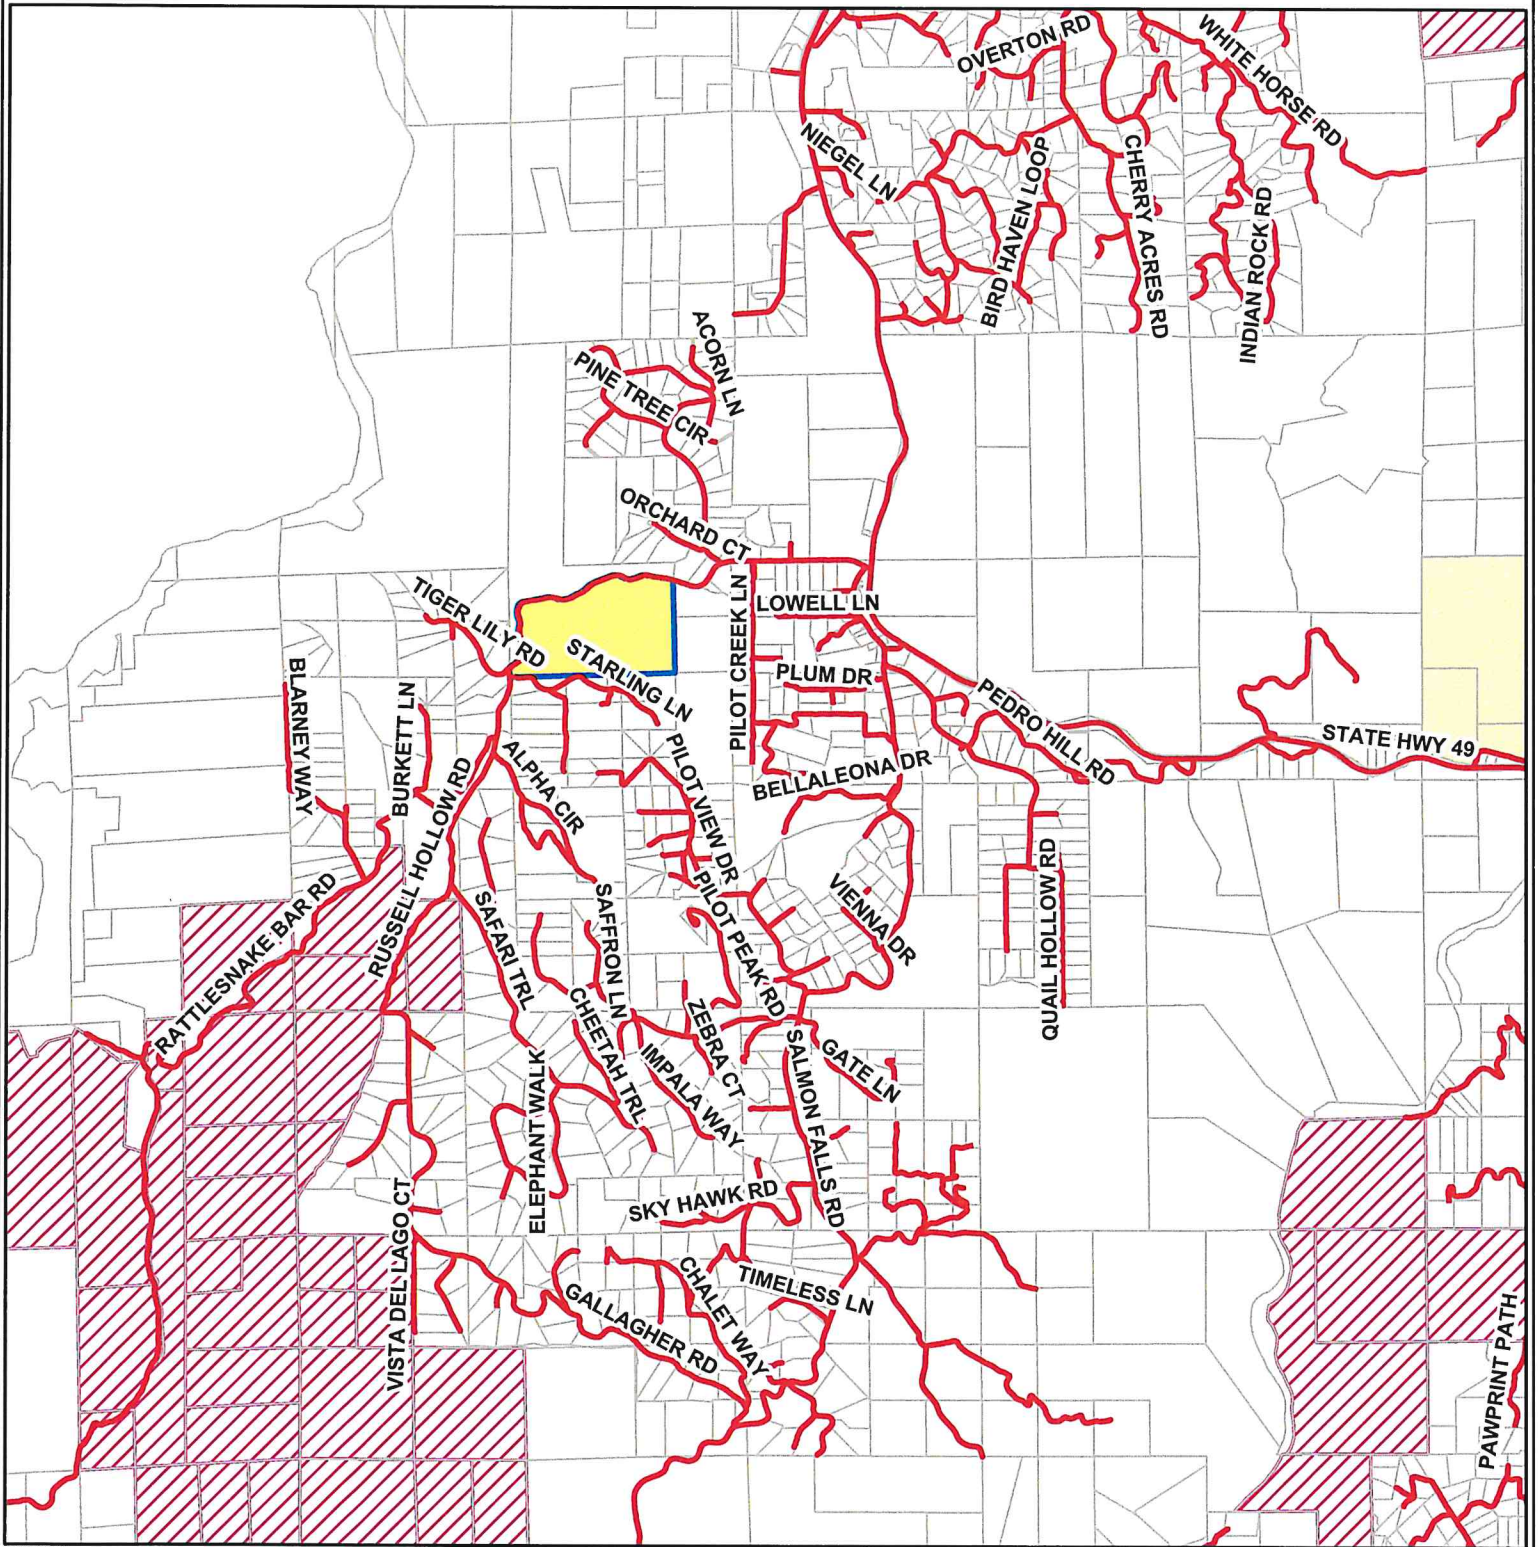 OVERTON RD
WHITE HORSE RD
NIEGEL LN
BIRD HAVEN LOOP
CHERRY ACRES RD
INDIAN ROCK RD
ACORN LN
PINE TREE CIR
ORCHARD CT
TIGER LILY RD
STARLING LN
PILOT CREEK LN
LOWELL LN
PLUM DR
PEDRO HILL RD
STATE HWY 49
BLARNEY WAY
BURKETT LN
RUSSELL HOLLOW RD
ALPHA CIR
PILOT VIEW DR
BELLALEONA DR
RATTLESNAKE BAR RD
SAFARI TRL
SAFFRON LN
PILOT PEAK RD
VIENNA DR
QUAIL HOLLOW RD
CHEETAH TRL
ZEBRA CT
IMPALA WAY
ELEPHANT WALK
SALMON FALLS RD
GATE LN
SKY HAWK RD
VISTA DEL LAGO CT
GALLAGHER RD
CHALET WAY
TIMELESS LN
PAWPRINT PATH